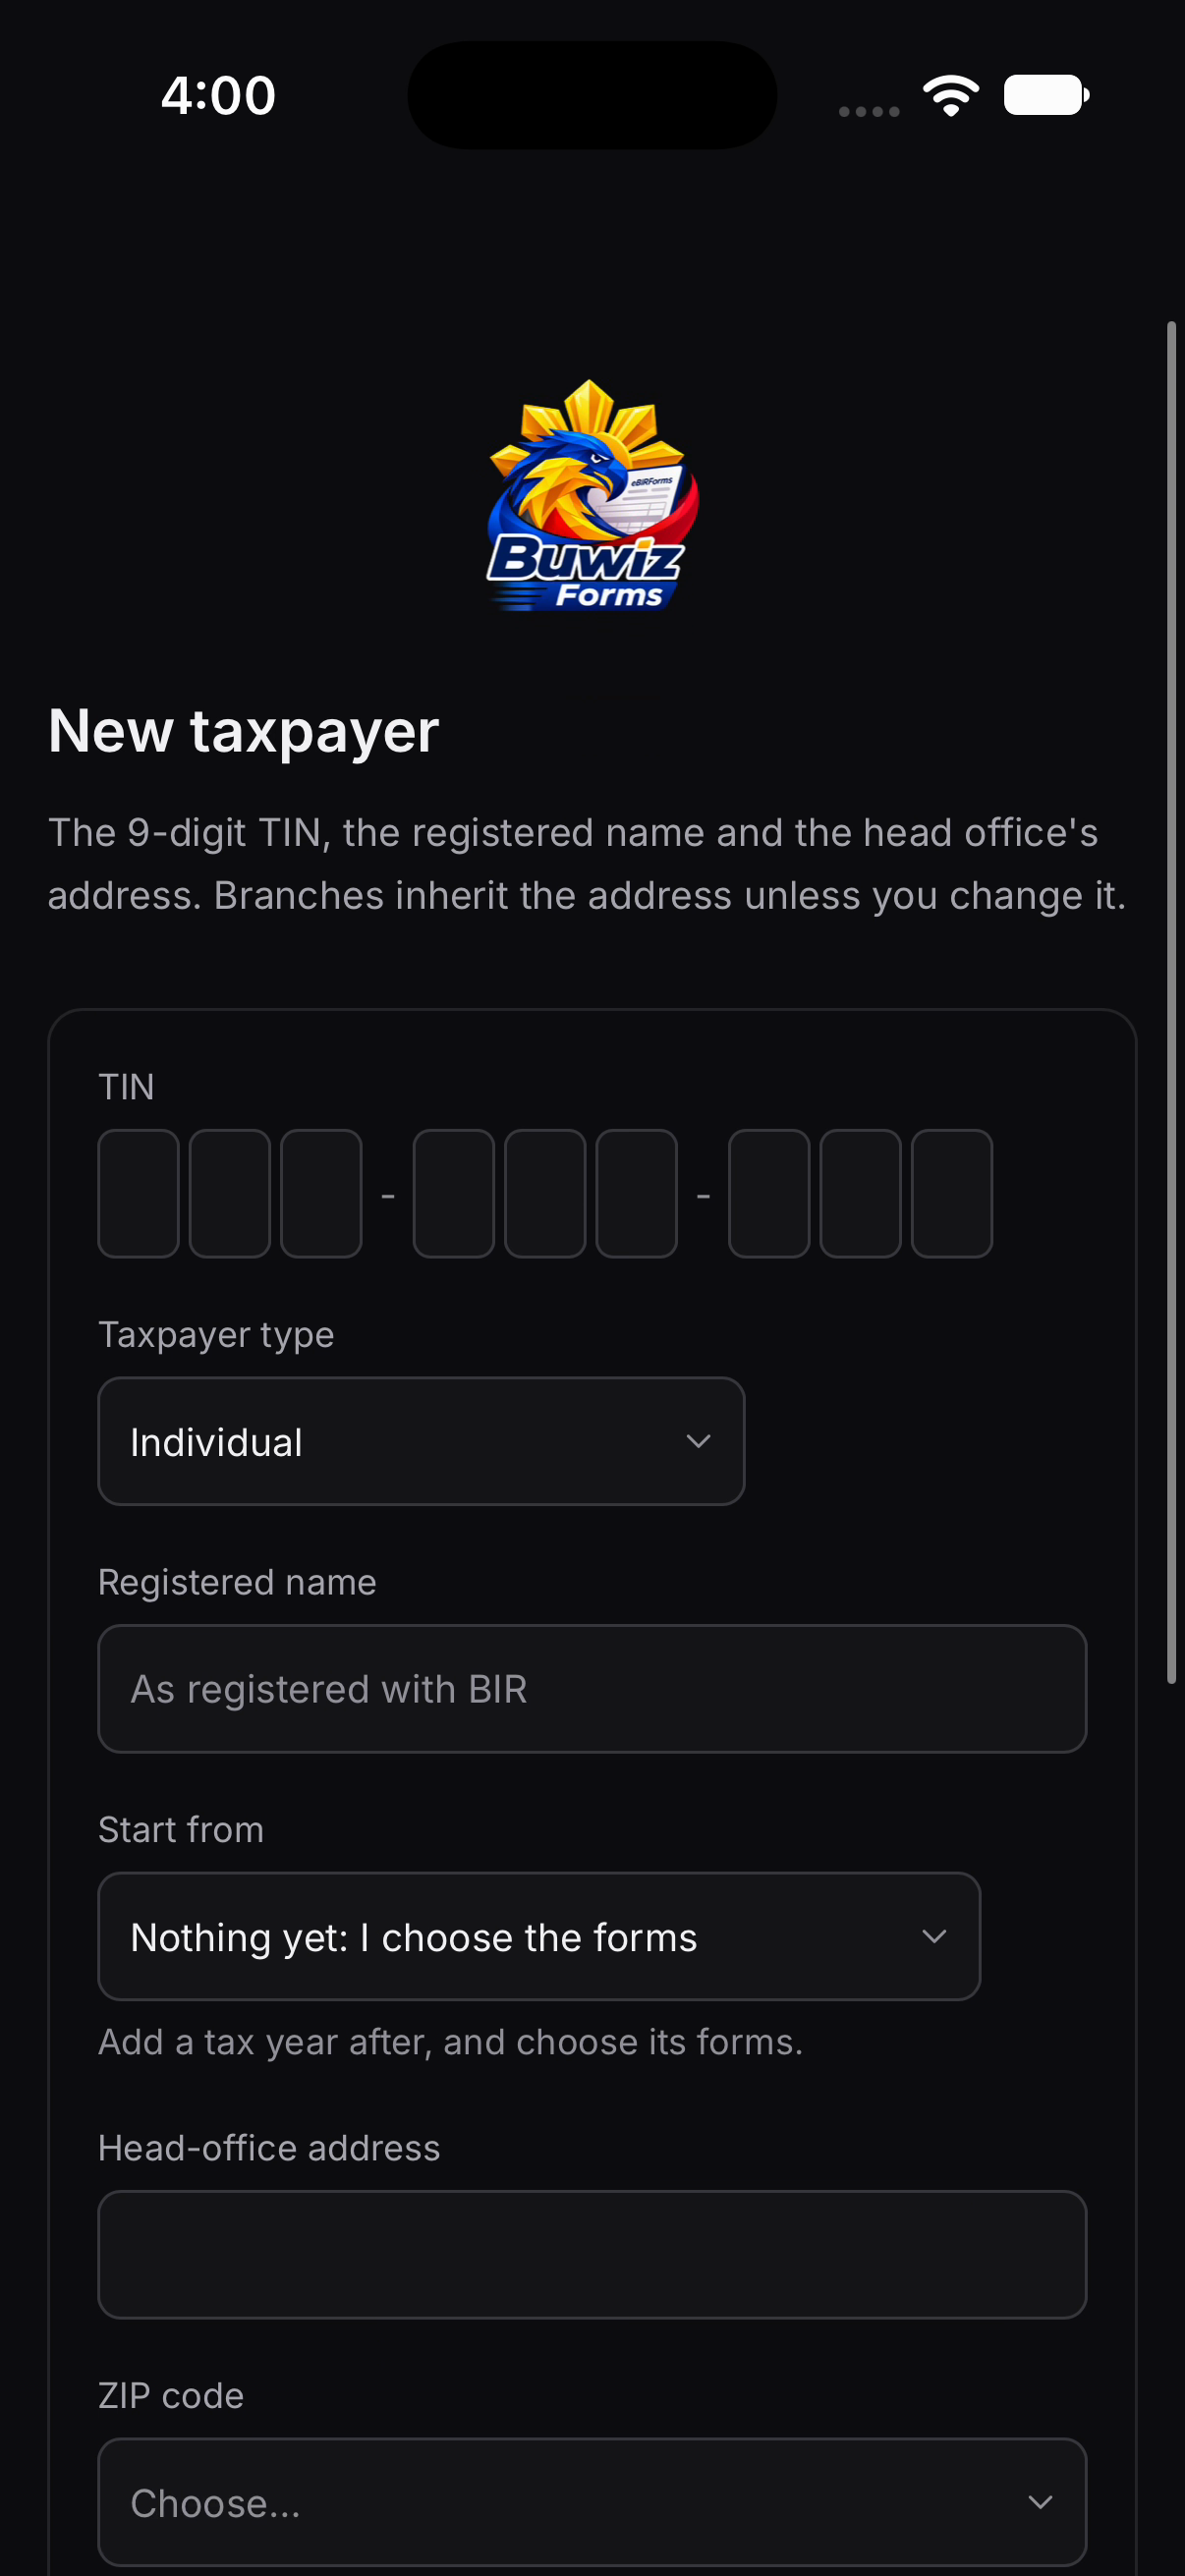 4:00
eBIRForms
Buwiz
Forms
New taxpayer
The 9-digit TIN, the registered name and the head office's
address. Branches inherit the address unless you change it.
TIN
- -
Taxpayer type
Individual
Registered name
As registered with BIR
Start from
Nothing yet: I choose the forms
Add a tax year after, and choose its forms.
Head-office address
ZIP code
Choose...